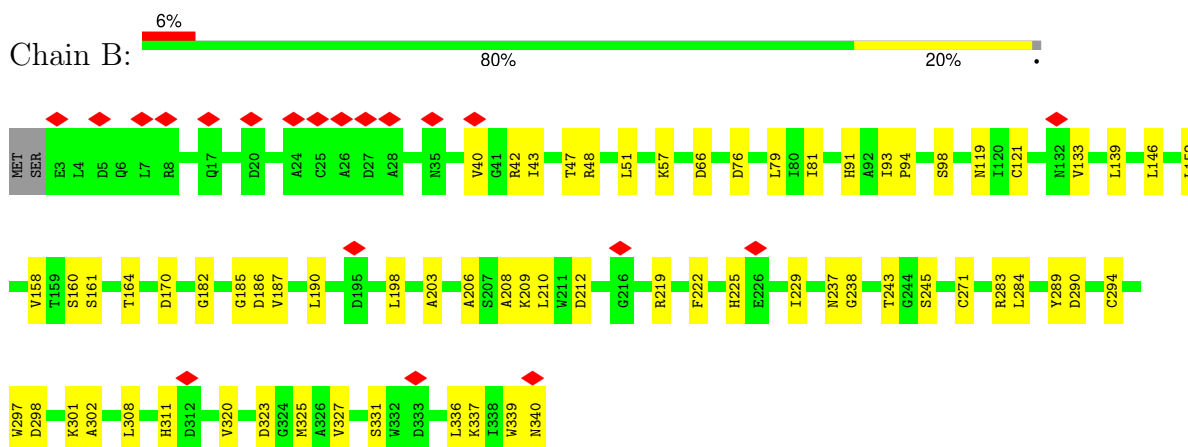 6%
Chain B:
80% 20% •
MET SER E3 L4 D5 Q6 L7 R8 Q17 D20 A24 C25 A26 D27 A28 N35 V40 G41 R42 I43 T47 R48 L51 K57 D66 D76 L79 I80 I81 H91 A92 I93 P94 S98 N119 I120 C121 N132 V133 L139 L146
V158 T159 S160 S161 T164 D170 G182 G185 D186 V187 L190 D195 L198 A203 A206 S207 A208 K209 L210 W211 D212 G216 R219 F222 H225 E226 I229 N237 G238 T243 G244 S245 C271 R283 L284 Y289 D290 C294
W297 D298 K301 A302 L308 H311 D312 V320 D323 G324 M325 A326 V327 S331 W332 D333 L336 K337 I338 W339 N340